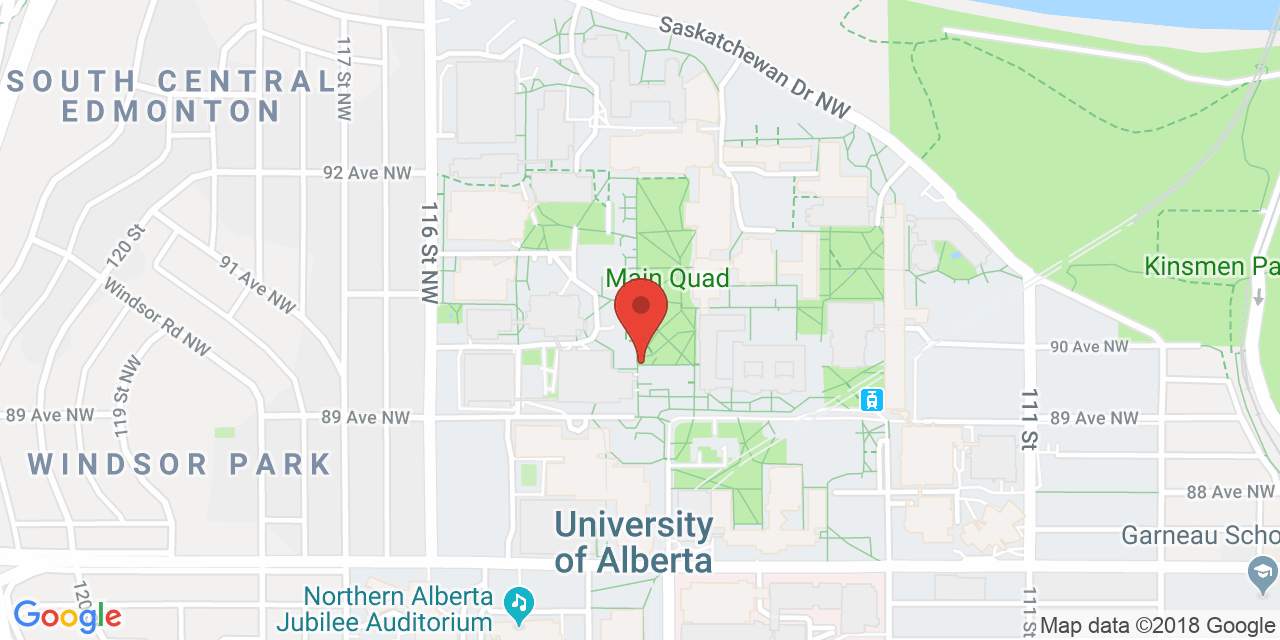 Saskatchewan Dr NW
117 St NW
SOUTH CENTRAL
EDMONTON
92 Ave NW
116 St NW
120 St
91 Ave NW
Windsor Rd NW
Main Quad
Kinsmen Pa
119 St NW
90 Ave NW
89 Ave NW
89 Ave NW
111 St
89 Ave NW
WINDSOR PARK
88 Ave NW
University
of Alberta
Garneau Scho
120
Northern Alberta
Jubilee Auditorium
111 St
Google
Map data ©2018 Google